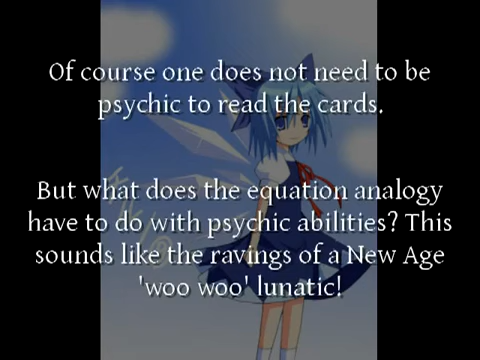 Of course one does not need to be
psychic to read the cards.
But what does the equation analogy
have to do with psychic abilities? This
sounds like the ravings of a New Age
'woo woo' lunatic!